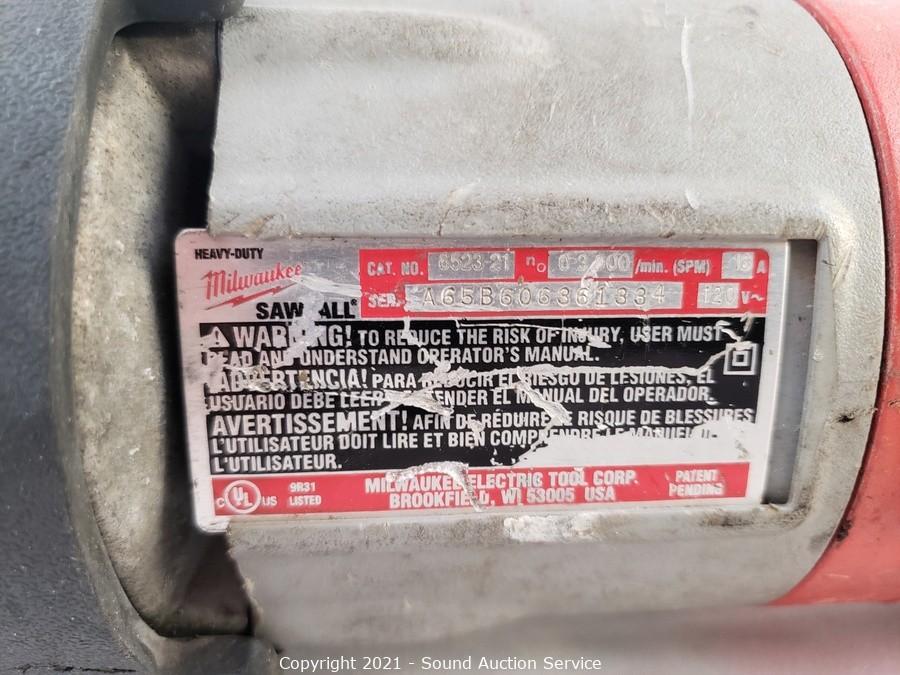 HEAVY-DUTY
Milwaukee
SAW ALL®
CAT. NO. 6523-21 no /min. (SPM) A
SER. A65B606361334 120 V~
WARNING! TO REDUCE THE RISK OF INJURY, USER MUST
READ AND UNDERSTAND OPERATOR'S MANUAL.
ADVERTENCIA! PARA REDUCIR EL RIESGO DE LESIONES, EL
USUARIO DEBE LEER ENDER EL MANUAL DEL OPERADOR.
AVERTISSEMENT! AFIN DE RÉDUIRE RISQUE DE BLESSURES
L'UTILISATEUR DOIT LIRE ET BIEN COMPRENDRE LE MANUEL
L'UTILISATEUR.
C UL US 9R31 LISTED
MILWAUKEE ELECTRIC TOOL CORP.
BROOKFIELD, WI 53005 USA
PATENT
PENDING
Copyright 2021 - Sound Auction Service